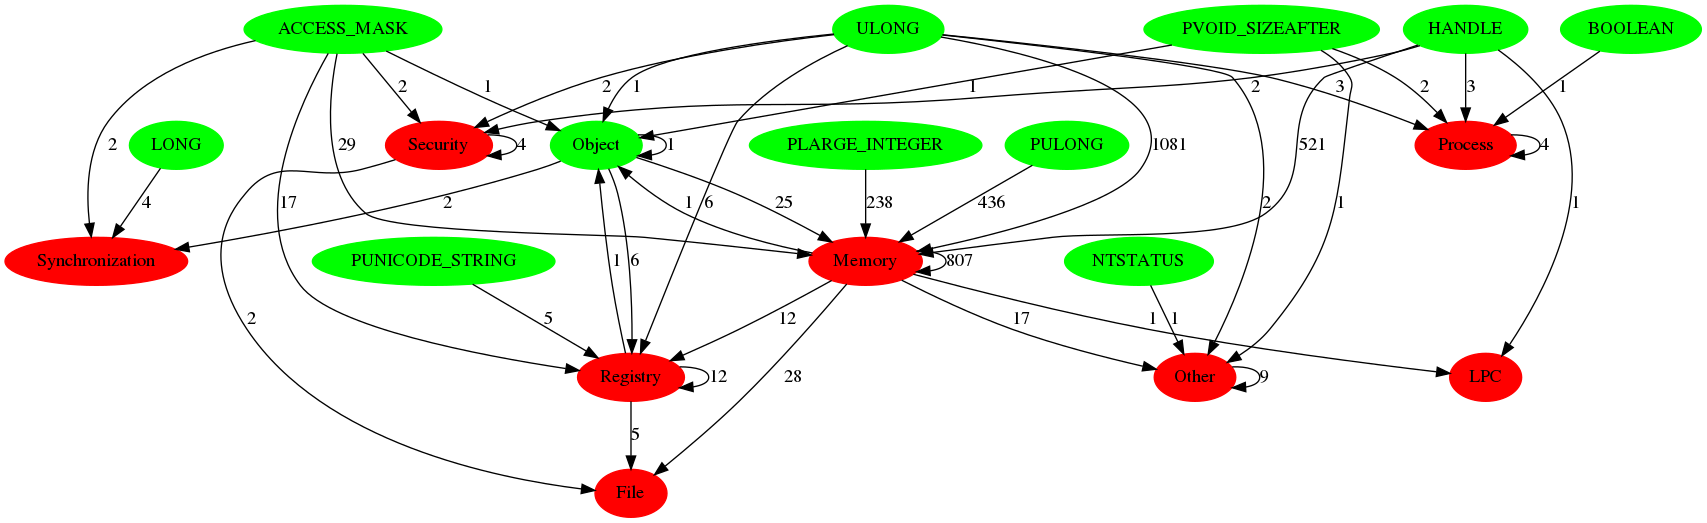 ACCESS_MASK
ULONG
PVOID_SIZEAFTER
HANDLE
BOOLEAN
2
1
2
1
1
2
3
2
3
1
LONG
Security
4
Object
1
PLARGE_INTEGER
PULONG
1081
521
Process
4
2
29
4
17
2
25
1
6
238
436
2
1
1
Synchronization
PUNICODE_STRING
1
6
Memory
807
NTSTATUS
2
5
12
28
17
1
1
Registry
12
Other
9
LPC
5
File